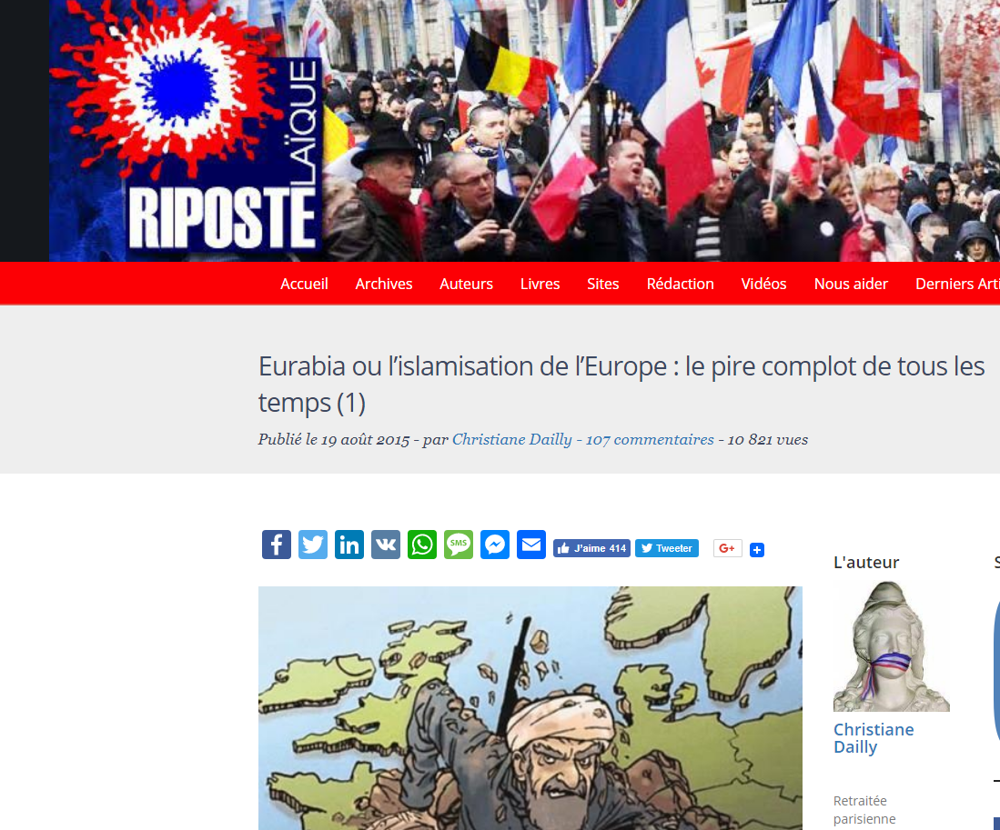 RIPOSTE
LAÏQUE
Accueil Archives Auteurs Livres Sites Rédaction Vidéos Nous aider Derniers Arti
Eurabia ou l’islamisation de l’Europe : le pire complot de tous les
temps (1)
Publié le 19 août 2015 - par Christiane Dailly - 107 commentaires - 10 821 vues
SMS
J’aime 414
Tweeter
G+
L'auteur
S
Christiane
Dailly
Retraitée
parisienne